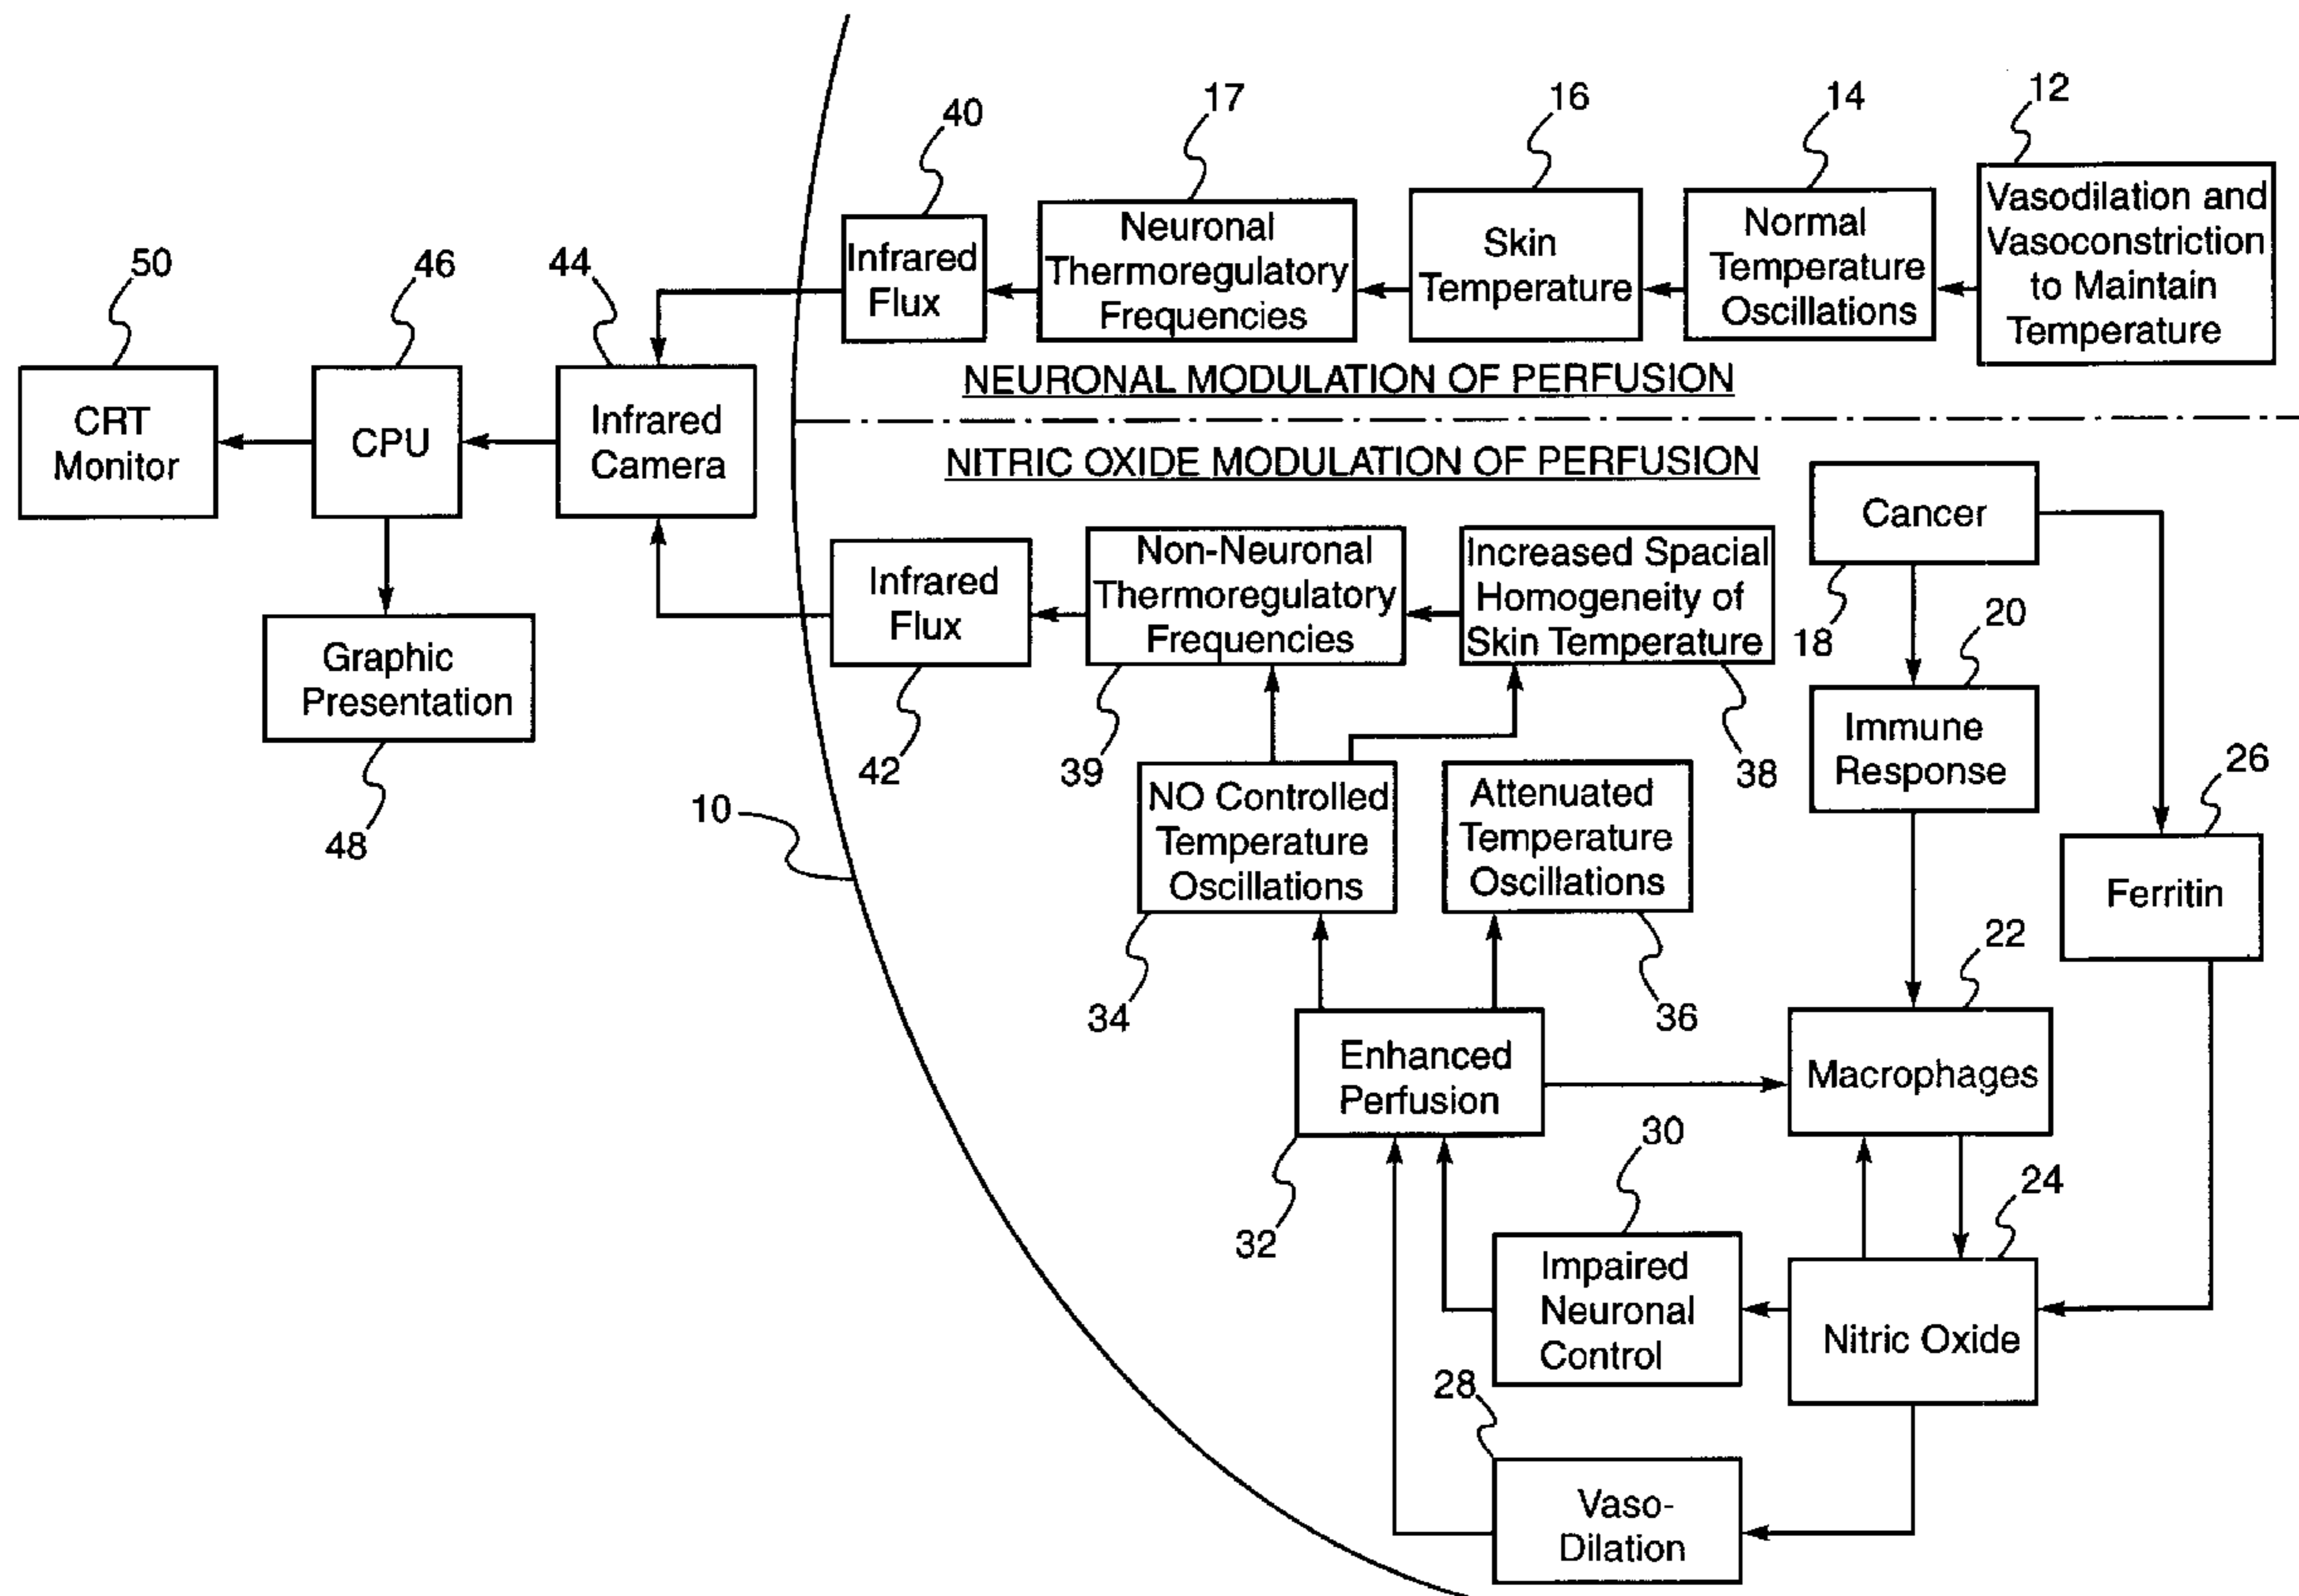 12
14
16
17
40
Vasodilation and
Vasoconstriction
to Maintain
Temperature
Normal
Temperature
Oscillations
Skin
Temperature
Neuronal
Thermoregulatory
Frequencies
Infrared
Flux
50
46
44
CRT
Monitor
CPU
Infrared
Camera
NEURONAL MODULATION OF PERFUSION
NITRIC OXIDE MODULATION OF PERFUSION
Cancer
18
20
Infrared
Flux
Non-Neuronal
Thermoregulatory
Frequencies
Increased Spacial
Homogeneity of
Skin Temperature
Graphic
Presentation
48
10
42
39
38
Immune
Response
26
NO Controlled
Temperature
Oscillations
Attenuated
Temperature
Oscillations
Ferritin
22
34
36
Enhanced
Perfusion
Macrophages
30
24
32
Impaired
Neuronal
Control
Nitric Oxide
28
Vaso-
Dilation